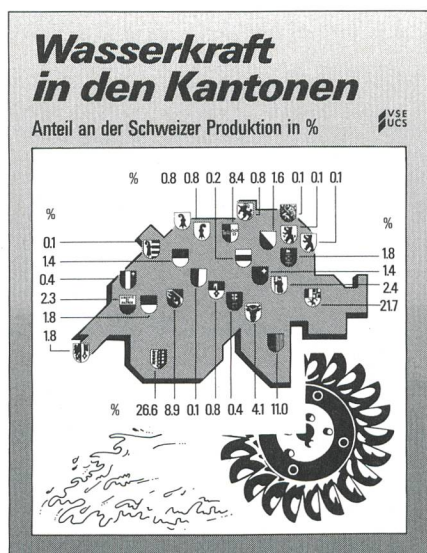 Wasserkraft
in den Kantonen
Anteil an der Schweizer Produktion in %
VSE
UCS
% 0.8 0.8 0.2 8.4 0.8 1.6 0.1 0.1 0.1
% %
0.1
1.4 1.8
0.4 1.4
2.3 2.4
1.8 21.7
1.8
% 26.6 8.9 0.1 0.8 0.4 4.1 11.0